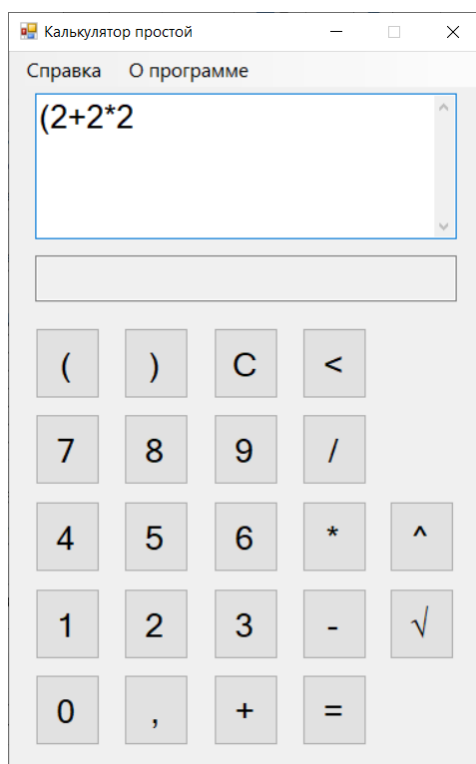 Калькулятор простой
Справка О программе
(2+2*2
( ) C <
7 8 9 /
4 5 6 * ^
1 2 3 - √
0 , + =